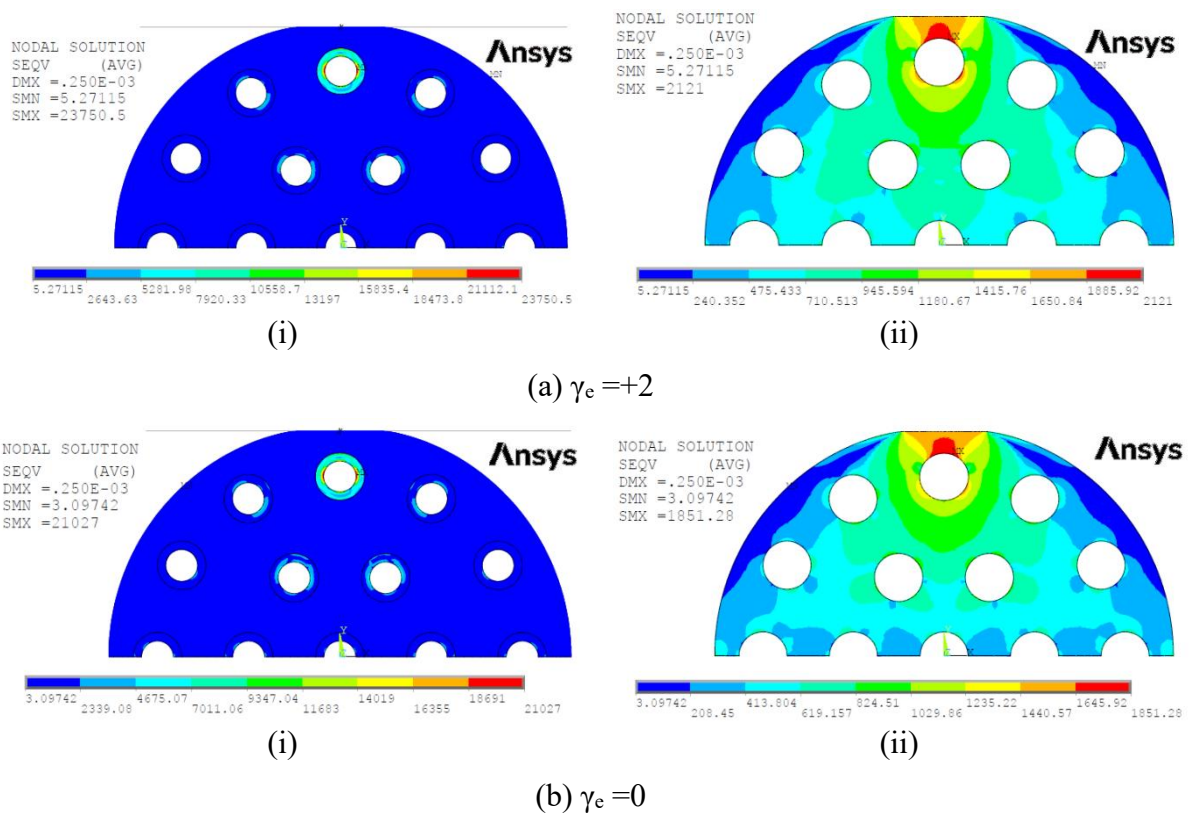 NODAL SOLUTION
SEQV (AVG)
DMX =.250E-03
SMN =5.27115
SMX =23750.5
Ansys
MN
Y
5.27115 5281.98 10558.7 15835.4 21112.1
2643.63 7920.33 13197 18473.8 23750.5
(i)
NODAL SOLUTION
SEQV (AVG)
DMX =.250E-03
SMN =5.27115
SMX =2121
Ansys
MX
MN
Y
X
5.27115 475.433 945.594 1415.76 1885.92
240.352 710.513 1180.67 1650.84 2121
(ii)
(a) γₑ =+2
NODAL SOLUTION
SEQV (AVG)
DMX =.250E-03
SMN =3.09742
SMX =21027
Ansys
Y
3.09742 4675.07 9347.04 14019 18691
2339.08 7011.06 11683 16355 21027
(i)
NODAL SOLUTION
SEQV (AVG)
DMX =.250E-03
SMN =3.09742
SMX =1851.28
Ansys
MX
Y
X
3.09742 413.804 824.51 1235.22 1645.92
208.45 619.157 1029.86 1440.57 1851.28
(ii)
(b) γₑ =0